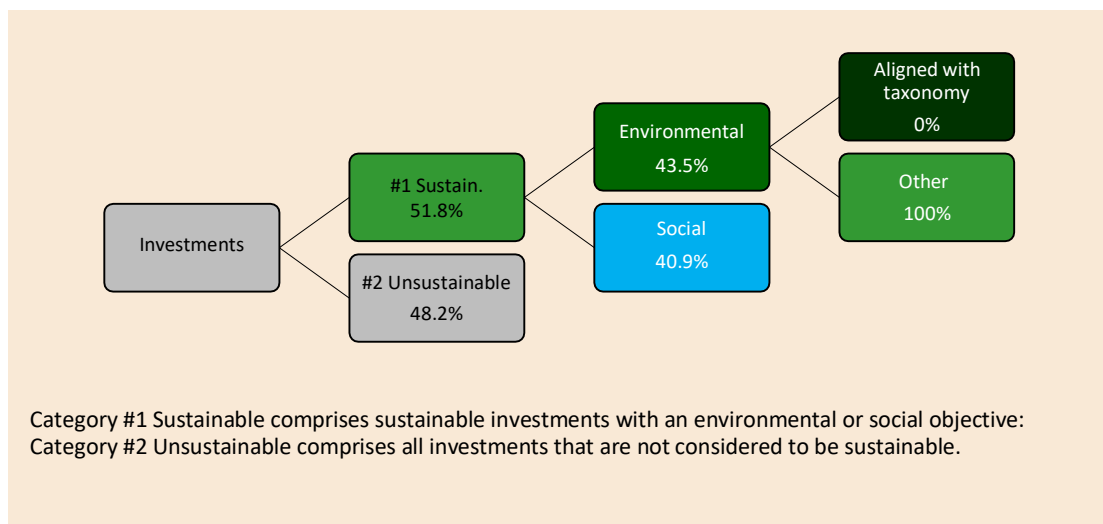 Investments
#1 Sustain.
51.8%
#2 Unsustainable
48.2%
Environmental
43.5%
Social
40.9%
Aligned with
taxonomy
0%
Other
100%
Category #1 Sustainable comprises sustainable investments with an environmental or social objective:
Category #2 Unsustainable comprises all investments that are not considered to be sustainable.